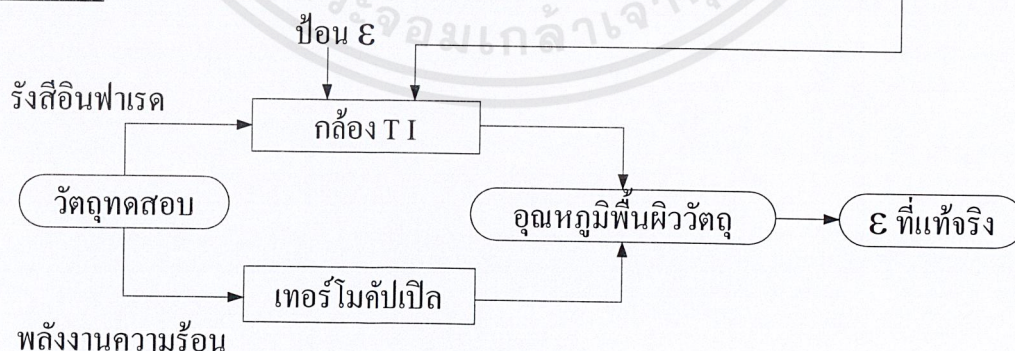 ป้อน ε
รังสีอินฟาเรด
กล้อง T I
วัตถุทดสอบ
อุณหภูมิพื้นผิววัตถุ
ε ที่แท้จริง
เทอร์โมคัปเปิล
พลังงานความร้อน